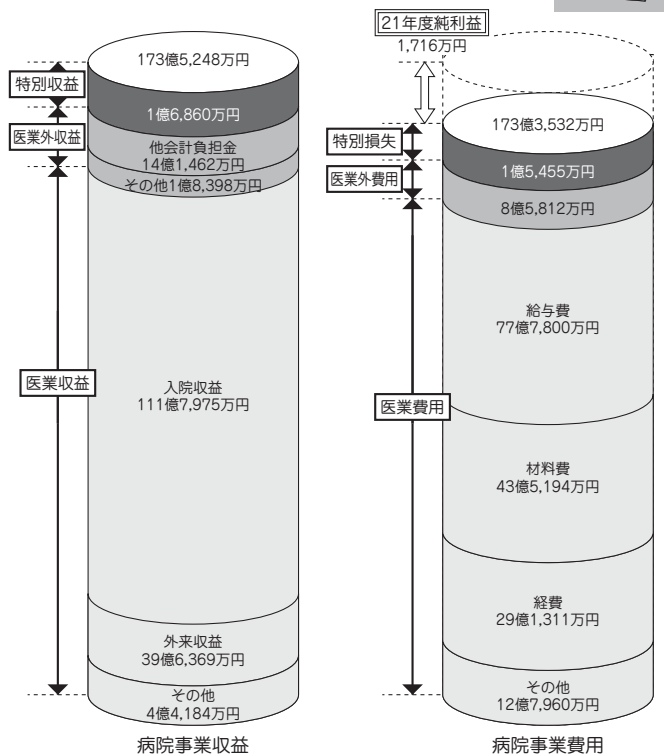 173億5,248万円
特別収益
1億6,860万円
医業外収益
他会計負担金
14億1,462万円
その他1億8,398万円
医業収益
入院収益
111億7,975万円
外来収益
39億6,369万円
その他
4億4,184万円
病院事業収益
21年度純利益
1,716万円
173億3,532万円
特別損失
1億5,455万円
医業外費用
8億5,812万円
給与費
77億7,800万円
医業費用
材料費
43億5,194万円
経費
29億1,311万円
その他
12億7,960万円
病院事業費用